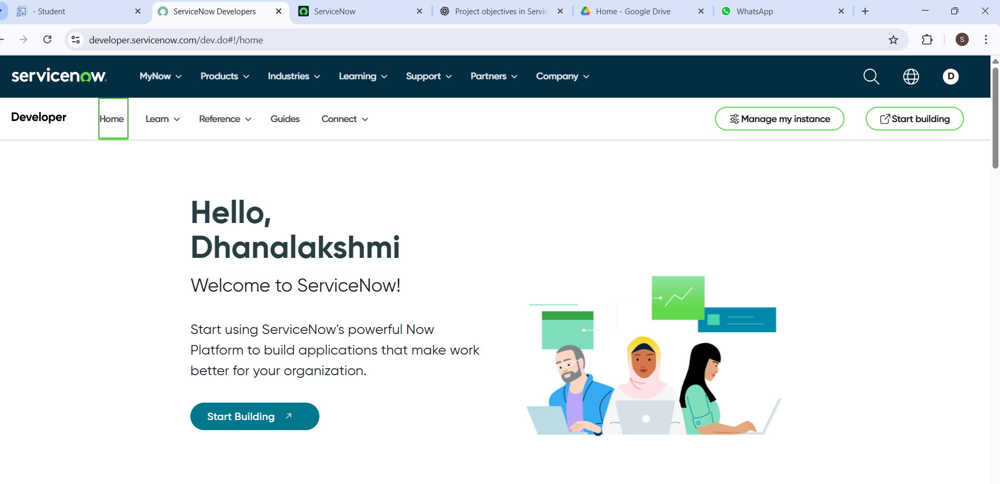 - Student
ServiceNow Developers
ServiceNow
Project objectives in Servic
Home - Google Drive
WhatsApp
developer.servicenow.com/dev.do#!/home
S
servicenow
MyNow
Products
Industries
Learning
Support
Partners
Company
D
Developer
Home
Learn
Reference
Guides
Connect
Manage my instance
Start building
Hello,
Dhanalakshmi
Welcome to ServiceNow!
Start using ServiceNow's powerful Now
Platform to build applications that make work
better for your organization.
Start Building